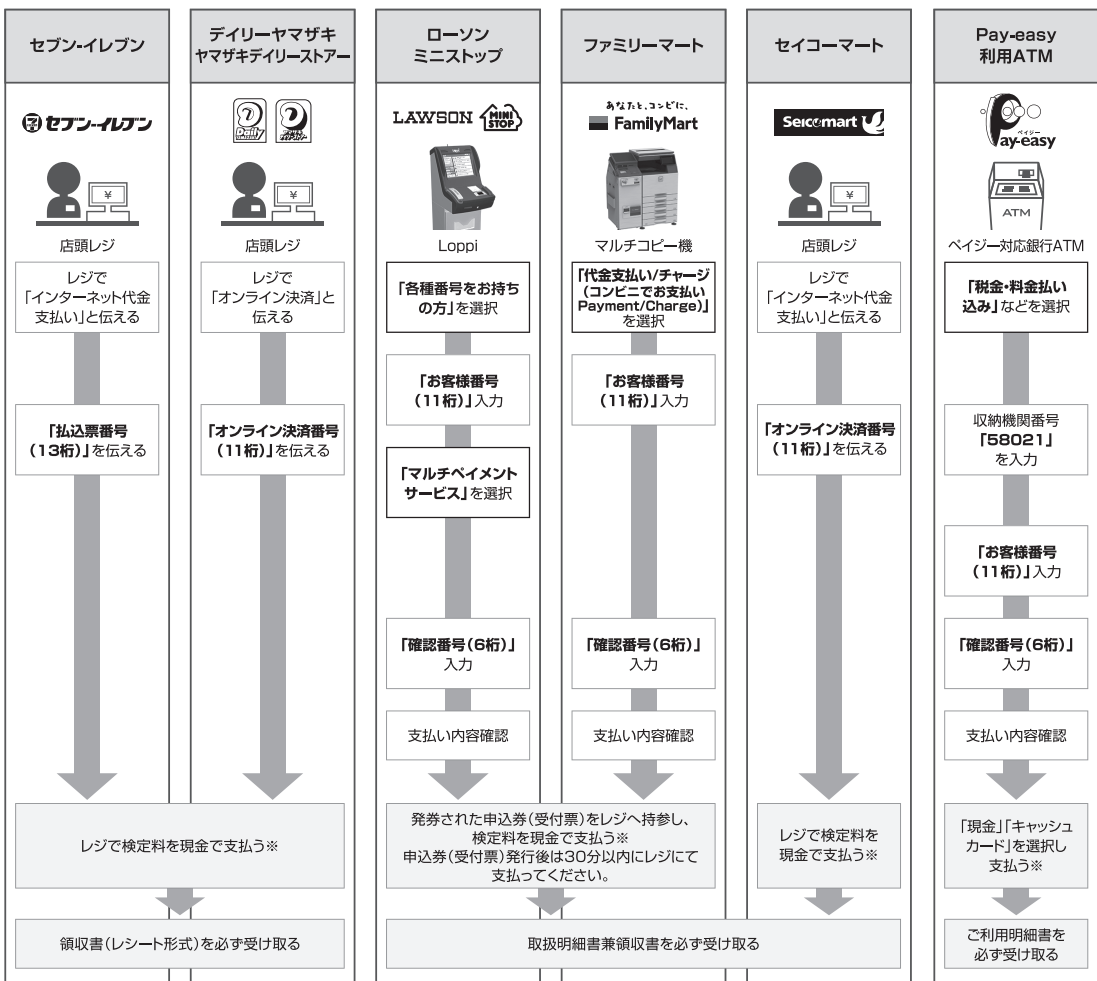 セブン-イレブン
セブン-イレブン
店頭レジ
レジで
「インターネット代金
支払い」と伝える
「払込票番号
(13桁)」を伝える
デイリーヤマザキ
ヤマザキデイリーストアー
Daily
店頭レジ
レジで
「オンライン決済」と
伝える
「オンライン決済番号
(11桁)」を伝える
レジで検定料を現金で支払う※
領収書(レシート形式)を必ず受け取る
ローソン
ミニストップ
LAWSON
MINI
STOP
Loppi
「各種番号をお持ち
の方」を選択
「お客様番号
(11桁)」入力
「マルチペイメント
サービス」を選択
「確認番号(6桁)」
入力
支払い内容確認
ファミリーマート
あなたと、コンビに、
FamilyMart
マルチコピー機
「代金支払い/チャージ
(コンビニでお支払い
Payment/Charge)」
を選択
「お客様番号
(11桁)」入力
「確認番号(6桁)」
入力
支払い内容確認
発券された申込券(受付票)をレジへ持参し、
検定料を現金で支払う※
申込券(受付票)発行後は30分以内にレジにて
支払ってください。
セイコーマート
Seicomart
店頭レジ
レジで
「インターネット代金
支払い」と伝える
「オンライン決済番号
(11桁)」を伝える
レジで検定料を
現金で支払う※
取扱明細書兼領収書を必ず受け取る
Pay-easy
利用ATM
ペイジー
Pay-easy
ATM
ペイジー対応銀行ATM
「税金・料金払い
込み」などを選択
収納機関番号
「58021」
を入力
「お客様番号
(11桁)」入力
「確認番号(6桁)」
入力
支払い内容確認
「現金」「キャッシュ
カード」を選択し
支払う※
ご利用明細書を
必ず受け取る